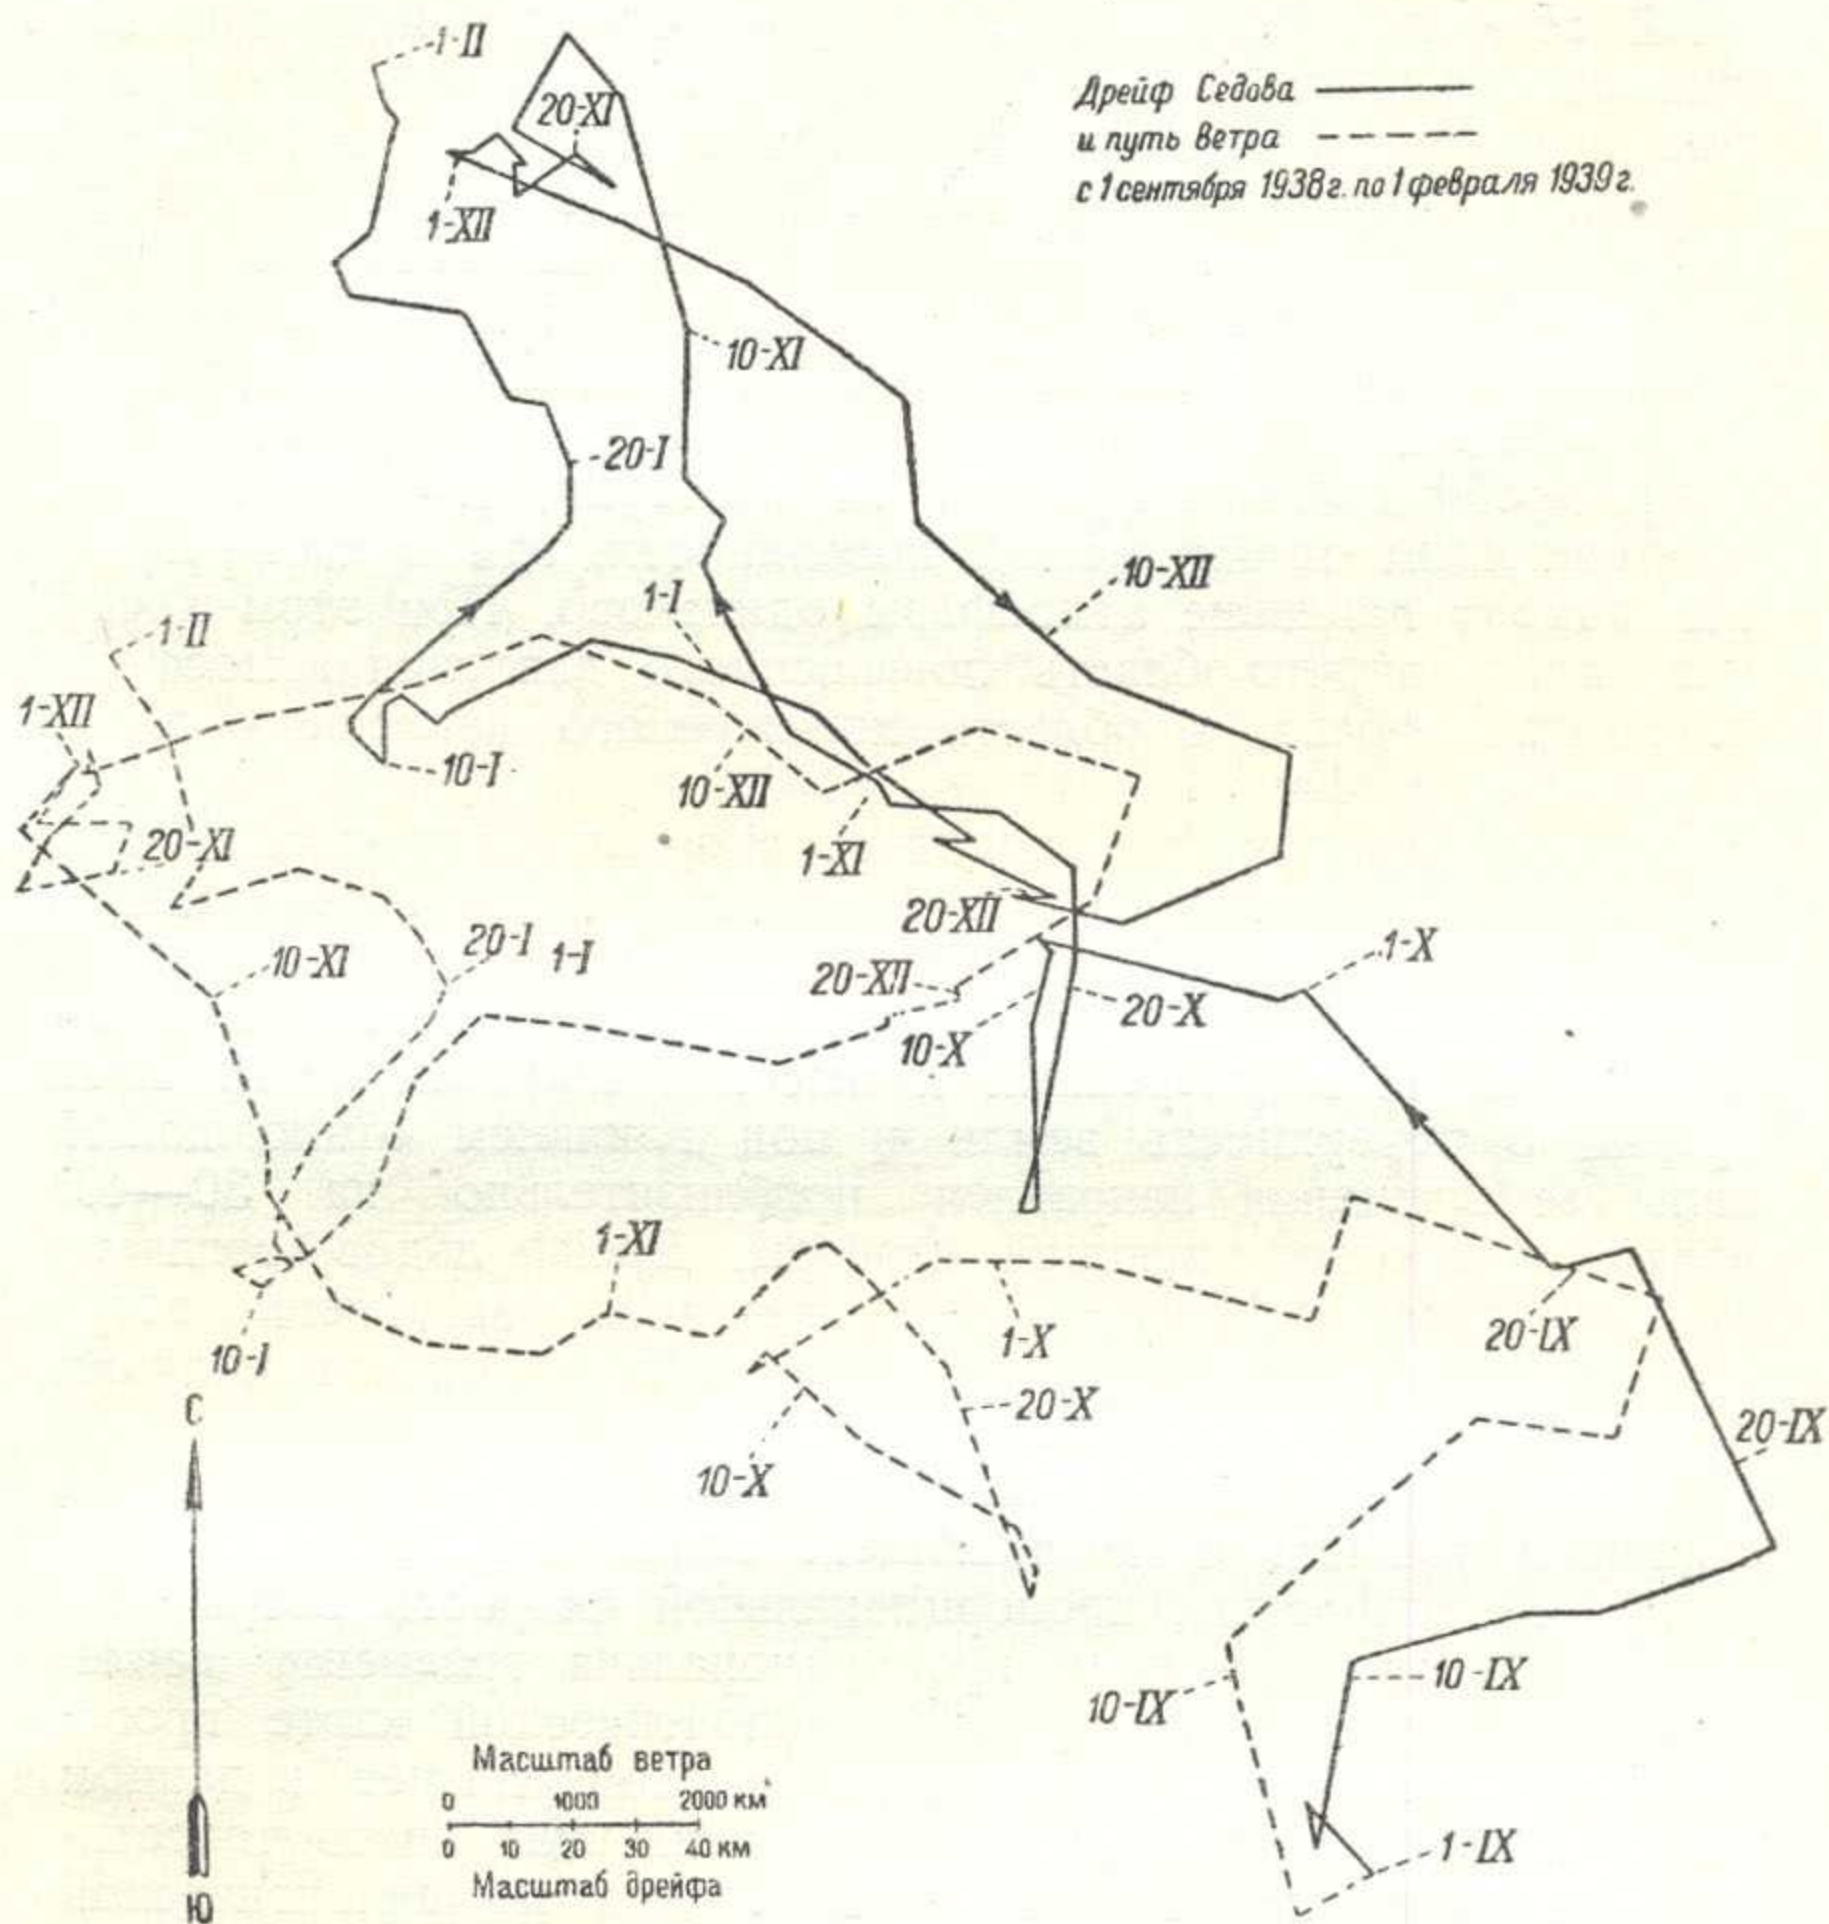 1-II
Дрейф Седова
и путь ветра
с 1 сентября 1938 г. по 1 февраля 1939 г.
20-XI
1-XII
10-XI
20-I
10-XII
1-I
1-II
1-XII
10-I
10-XII
20-XI
1-XI
20-XII
10-XI
20-I
1-I
20-XII
1-X
10-X
20-X
1-XI
10-I
1-X
20-IX
20-X
20-IX
10-X
С
10-IX
10-IX
Масштаб ветра
0 1000 2000 км
0 10 20 30 40 км
Масштаб дрейфа
1-IX
Ю